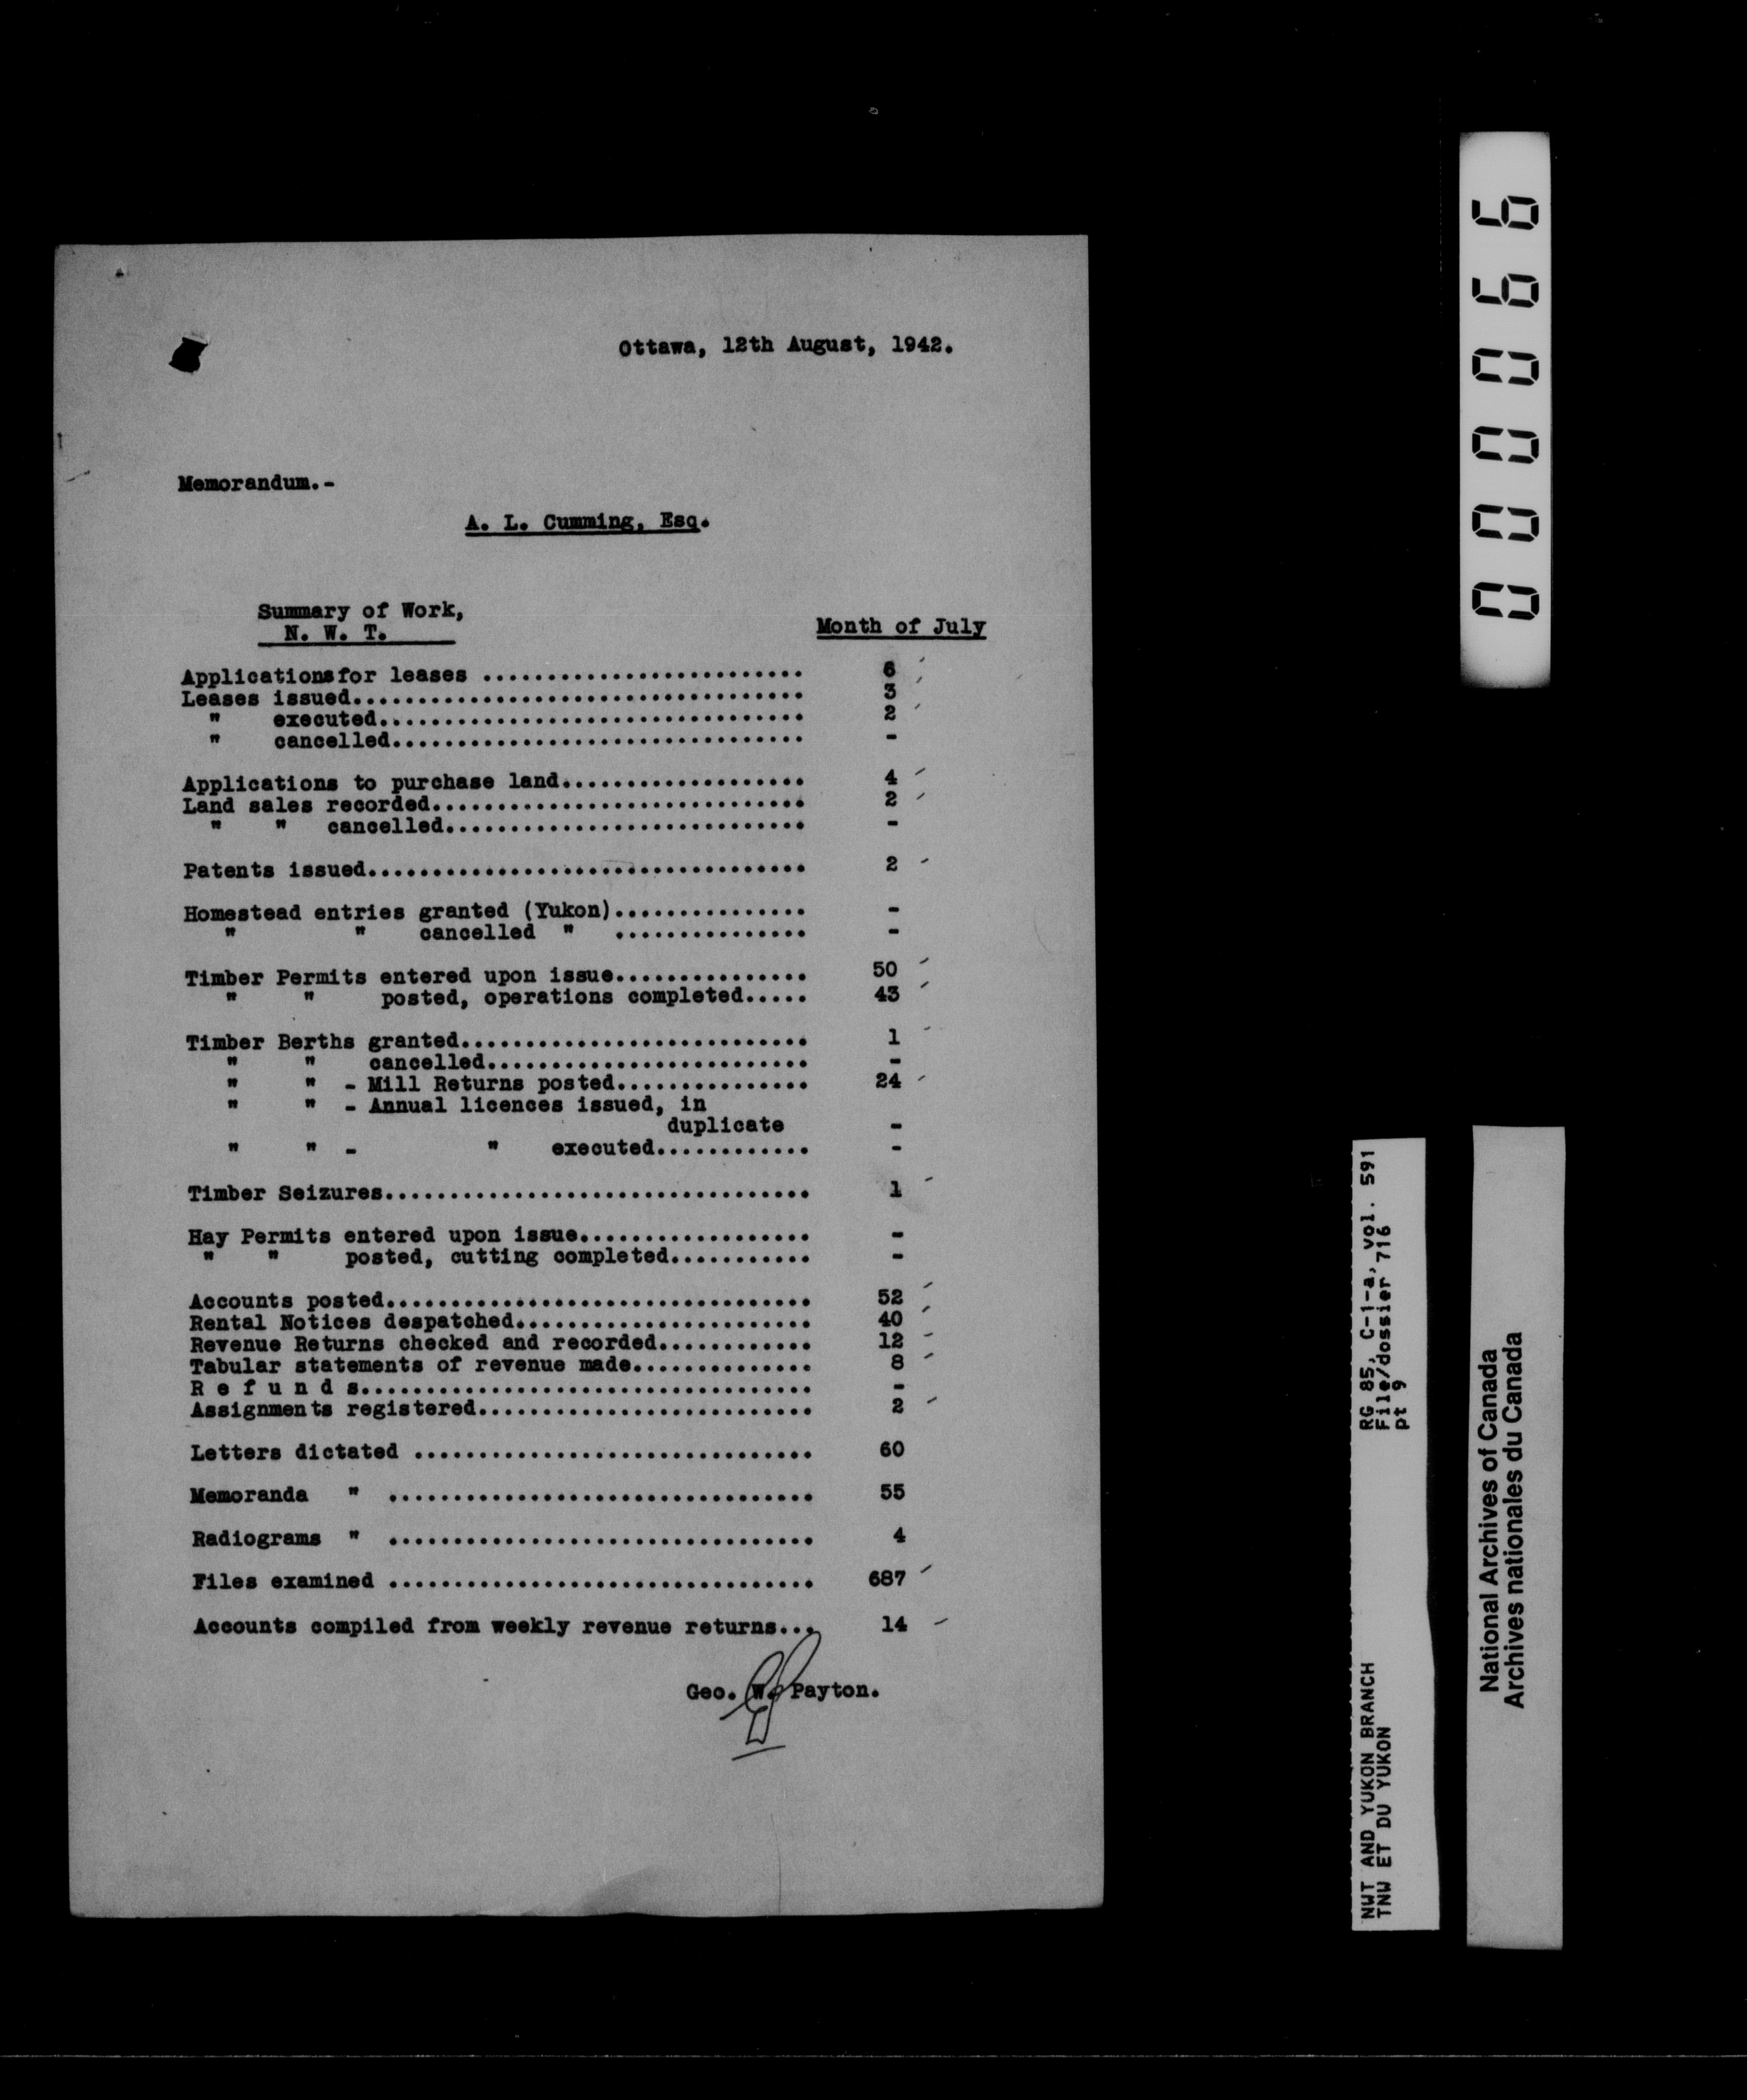 Ottawa, 12th August, 1942.
Memorandum.-
A. L. Cumming, Esq.
Summary of Work,
N. W. T.
Month of July
Applications for leases ......................... 6
Leases issued................................... 3
" executed................................. 2
" cancelled................................ -
Applications to purchase land................... 4
Land sales recorded............................. 2
" " cancelled............................ -
Patents issued.................................. 2
Homestead entries granted (Yukon)............... -
" " cancelled " ............... -
Timber Permits entered upon issue............... 50
" " posted, operations completed..... 43
Timber Berths granted........................... 1
" " cancelled......................... -
" " - Mill Returns posted............... 24
" " - Annual licences issued, in
duplicate -
" " - " executed............ -
Timber Seizures................................. 1
Hay Permits entered upon issue.................. -
" " posted, cutting completed........... -
Accounts posted................................. 52
Rental Notices despatched....................... 40
Revenue Returns checked and recorded............ 12
Tabular statements of revenue made.............. 8
R e f u n d s................................... -
Assignments registered.......................... 2
Letters dictated ............................... 60
Memoranda " ................................. 55
Radiograms " ................................. 4
Files examined ................................. 687
Accounts compiled from weekly revenue returns... 14
Geo. W. Payton.
000066
RG 85, C-1-a, vol. 591
File/dossier 716
pt 9
NWT AND YUKON BRANCH
TNW ET DU YUKON
National Archives of Canada
Archives nationales du Canada